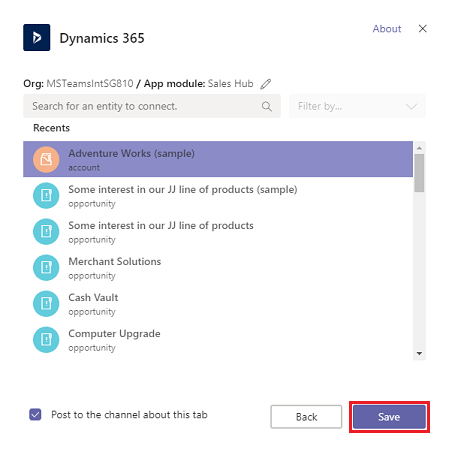 Dynamics 365
About
Org: MSTeamsIntSG810 / App module: Sales Hub
Search for an entity to connect.
Filter by...
Recents
Adventure Works (sample)
account
Some interest in our JJ line of products (sample)
opportunity
Some interest in our JJ line of products
opportunity
Merchant Solutions
opportunity
Cash Vault
opportunity
Computer Upgrade
opportunity
Post to the channel about this tab
Back
Save